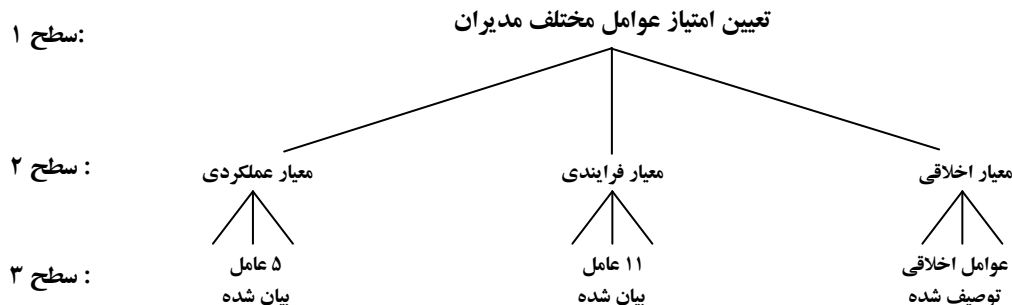 تعیین امتیاز عوامل مختلف مدیران
سطح ۱:
معیار اخلاقی
معیار فرایندی
معیار عملکردی
سطح ۲ :
عوامل اخلاقی
توصیف شده
۱۱ عامل
بیان شده
۵ عامل
بیان شده
سطح ۳ :